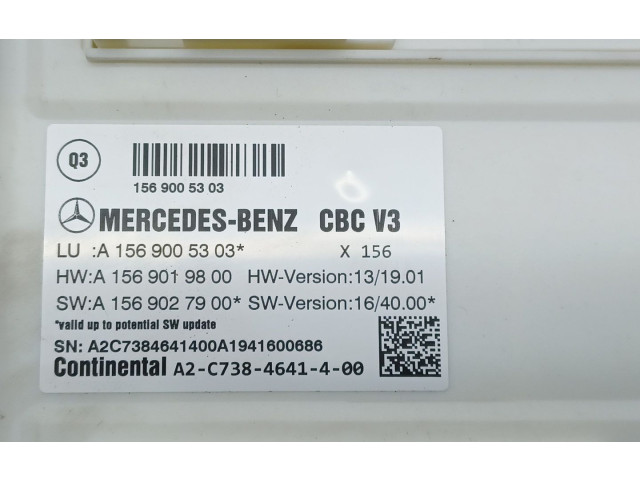 Q3
156 900 53 03
MERCEDES-BENZ CBC V3
LU :A 156 900 53 03* X 156
HW:A 156 901 98 00 HW-Version:13/19.01
SW:A 156 902 79 00* SW-Version:16/40.00*
*valid up to potential SW update
SN: A2C7384641400A1941600686
Continental A2-C738-4641-4-00